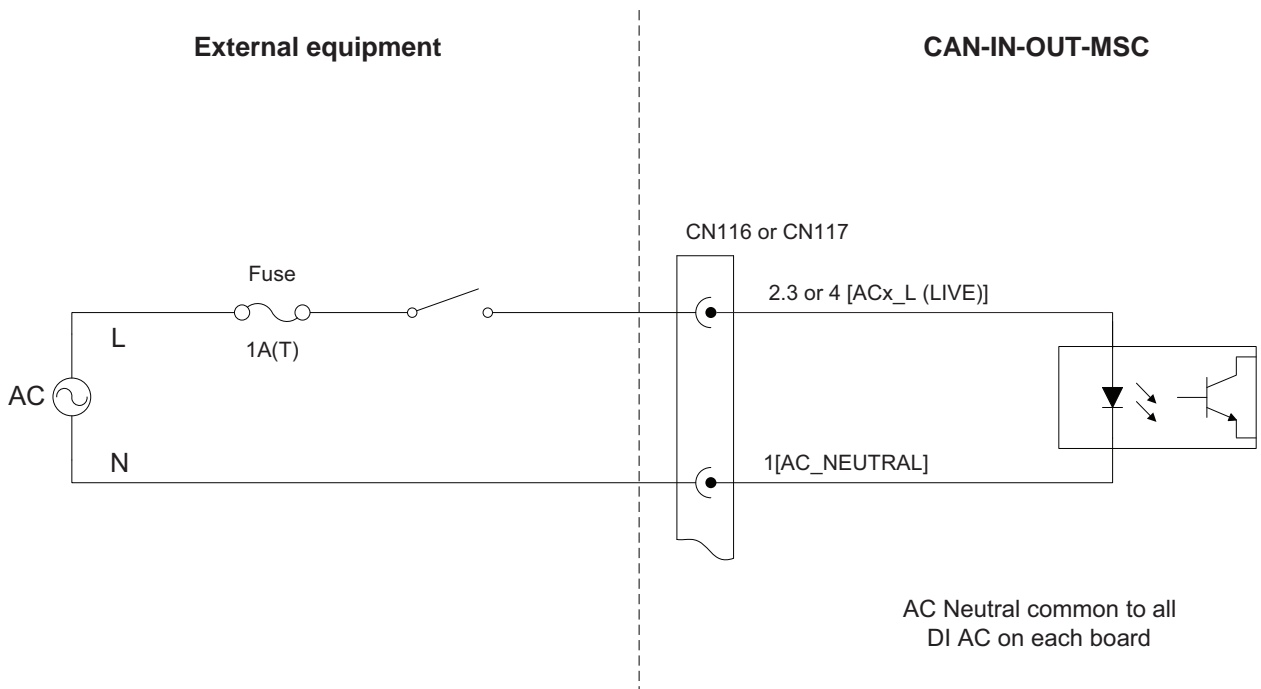 External equipment
CAN-IN-OUT-MSC
CN116 or CN117
Fuse
2.3 or 4 [ACx_L (LIVE)]
L
1A(T)
AC
N
1[AC_NEUTRAL]
AC Neutral common to all
DI AC on each board